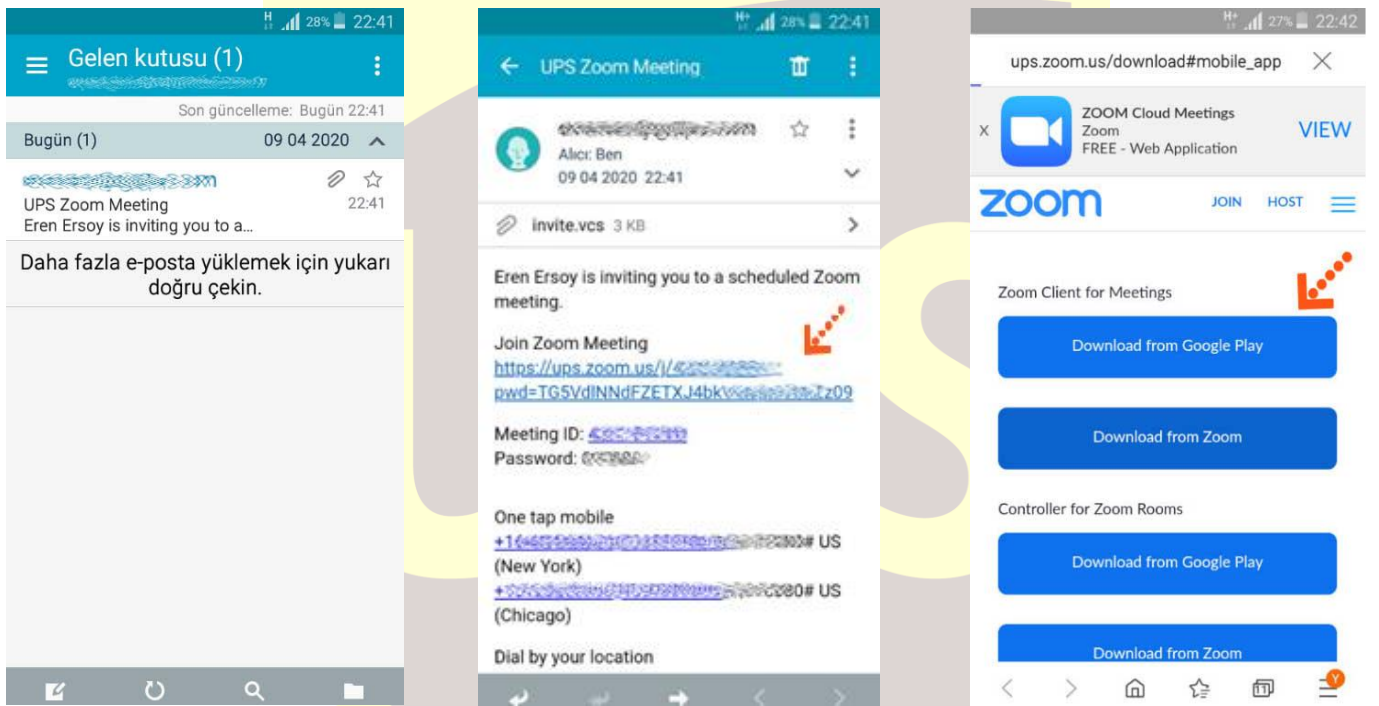 H 28% 22:41
Gelen kutusu (1)
Son güncelleme: Bugün 22:41
Bugün (1) 09 04 2020
UPS Zoom Meeting 22:41
Eren Ersoy is inviting you to a...
Daha fazla e-posta yüklemek için yukarı
doğru çekin.
H+ 28% 22:41
UPS Zoom Meeting
Alıcı: Ben
09 04 2020 22:41
invite.vcs 3 KB
Eren Ersoy is inviting you to a scheduled Zoom
meeting.
Join Zoom Meeting
https://ups.zoom.us/j/
Meeting ID:
Password:
One tap mobile
+1 # US
(New York)
+ # US
(Chicago)
Dial by your location
H+ 27% 22:42
ups.zoom.us/download#mobile_app
x
ZOOM Cloud Meetings
Zoom
FREE - Web Application
VIEW
zoom JOIN HOST
Zoom Client for Meetings
Download from Google Play
Download from Zoom
Controller for Zoom Rooms
Download from Google Play
Download from Zoom
11 Y